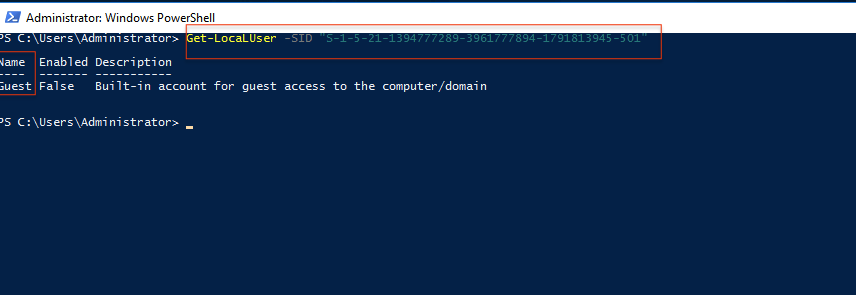 Administrator: Windows PowerShell
PS C:\Users\Administrator> Get-LocaLUser -SID "S-1-5-21-1394777289-3961777894-1791813945-501"
Name Enabled Description
---- ------- -----------
Guest False Built-in account for guest access to the computer/domain
PS C:\Users\Administrator>